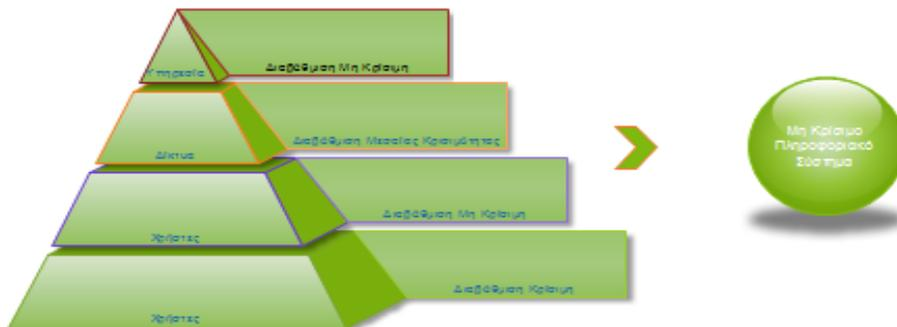 Υπηρεσία
Διαβάθμιση Μη Κρίσιμη
Δίκτυα
Διαβάθμιση Μεσαίας Κρισιμότητας
Χρήστες
Διαβάθμιση Μη Κρίσιμη
Χρήστες
Διαβάθμιση Κρίσιμη
Μη Κρίσιμο
Πληροφοριακό
Σύστημα